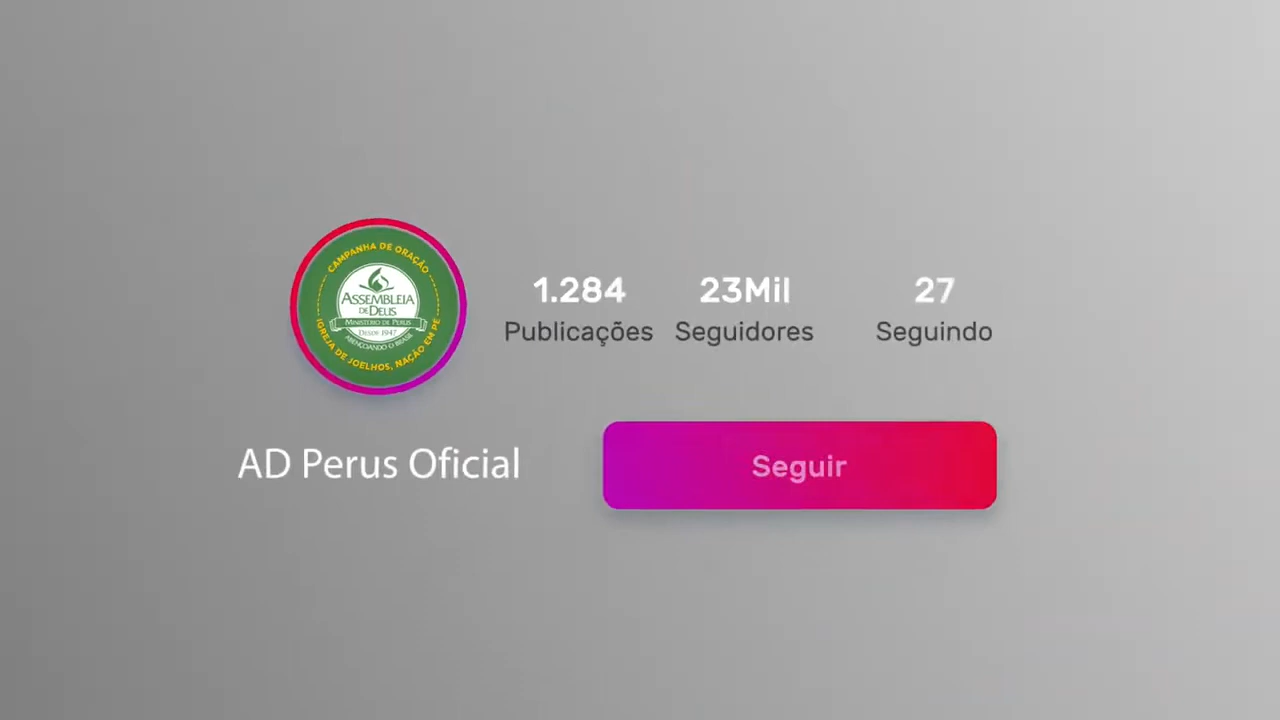 CAMPANHA DE ORAÇÃO
ASSEMBLEIA
DE DEUS
MINISTÉRIO DE PERUS
DESDE 1947
ABENÇOANDO O BRASIL
IGREJA DE JOELHOS, NAÇÃO EM PÉ
1.284 23Mil 27
Publicações Seguidores Seguindo
AD Perus Oficial
Seguir